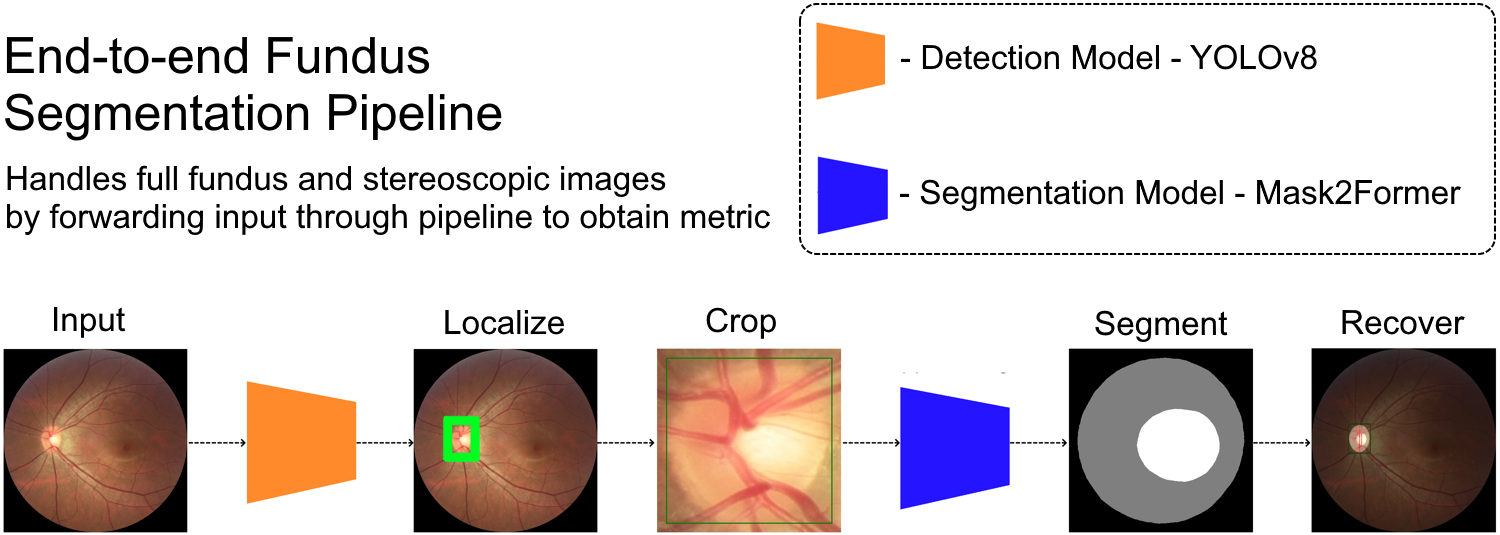 End-to-end Fundus
Segmentation Pipeline
Handles full fundus and stereoscopic images
by forwarding input through pipeline to obtain metric
- Detection Model - YOLOv8
- Segmentation Model - Mask2Former
Input
Localize
Crop
Segment
Recover